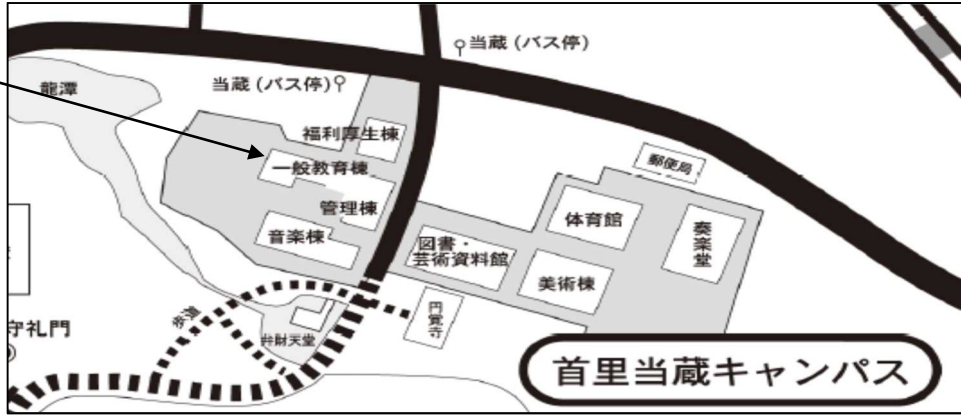 当蔵 (バス停)
当蔵 (バス停)
龍潭
福利厚生棟
一般教育棟
管理棟
音楽棟
郵便局
体育館
奏楽堂
図書・
芸術資料館
美術棟
円覚寺
歩道
弁財天堂
守礼門
首里当蔵キャンパス